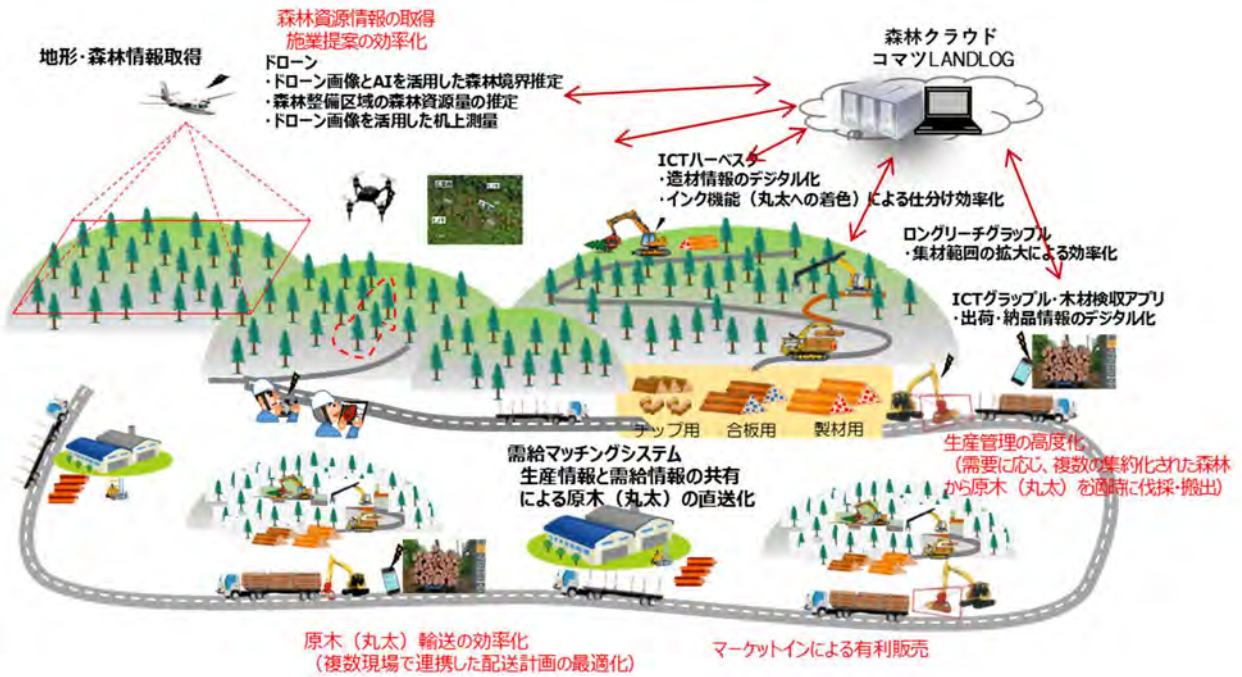 森林資源情報の取得
施業提案の効率化
地形・森林情報取得
ドローン
・ドローン画像とAIを活用した森林境界推定
・森林整備区域の森林資源量の推定
・ドローン画像を活用した机上測量
森林クラウド
コマツLANDLOG
ICTハーベスター
・造材情報のデジタル化
・インク機能（丸太への着色）による仕分け効率化
ロングリーチグラップル
・集材範囲の拡大による効率化
ICTグラップル・木材検収アプリ
・出荷・納品情報のデジタル化
チップ用
合板用
製材用
需給マッチングシステム
生産情報と需給情報の共有
による原木（丸太）の直送化
生産管理の高度化
（需要に応じ、複数の集約化された森林
から原木（丸太）を適時に伐採・搬出）
原木（丸太）輸送の効率化
（複数現場で連携した配送計画の最適化）
マーケットインによる有利販売